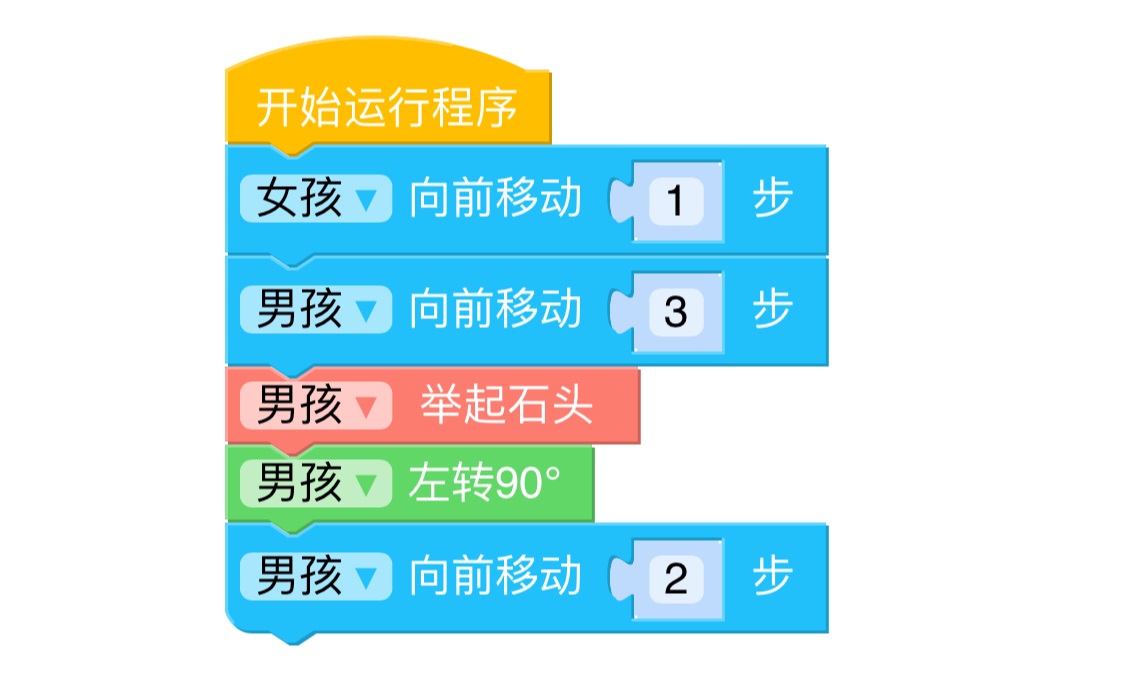 开始运行程序
女孩 ▼ 向前移动 1 步
男孩 ▼ 向前移动 3 步
男孩 ▼ 举起石头
男孩 ▼ 左转90°
男孩 ▼ 向前移动 2 步